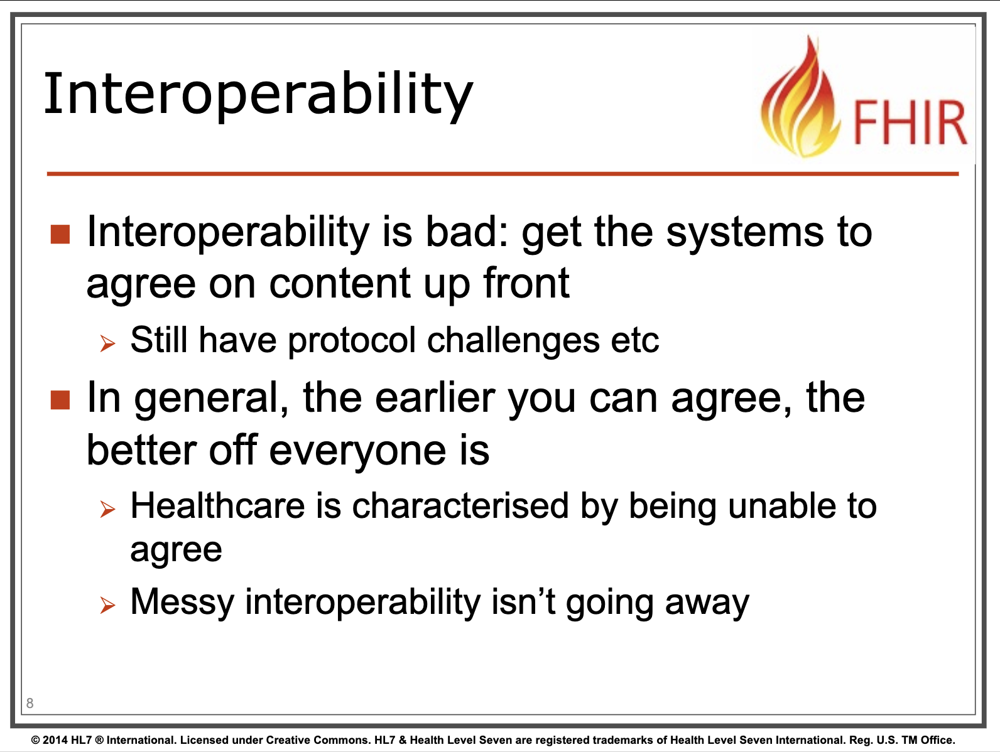 Interoperability
FHIR
Interoperability is bad: get the systems to
agree on content up front
Still have protocol challenges etc
In general, the earlier you can agree, the
better off everyone is
Healthcare is characterised by being unable to
agree
Messy interoperability isn’t going away
8
© 2014 HL7 ® International. Licensed under Creative Commons. HL7 & Health Level Seven are registered trademarks of Health Level Seven International. Reg. U.S. TM Office.